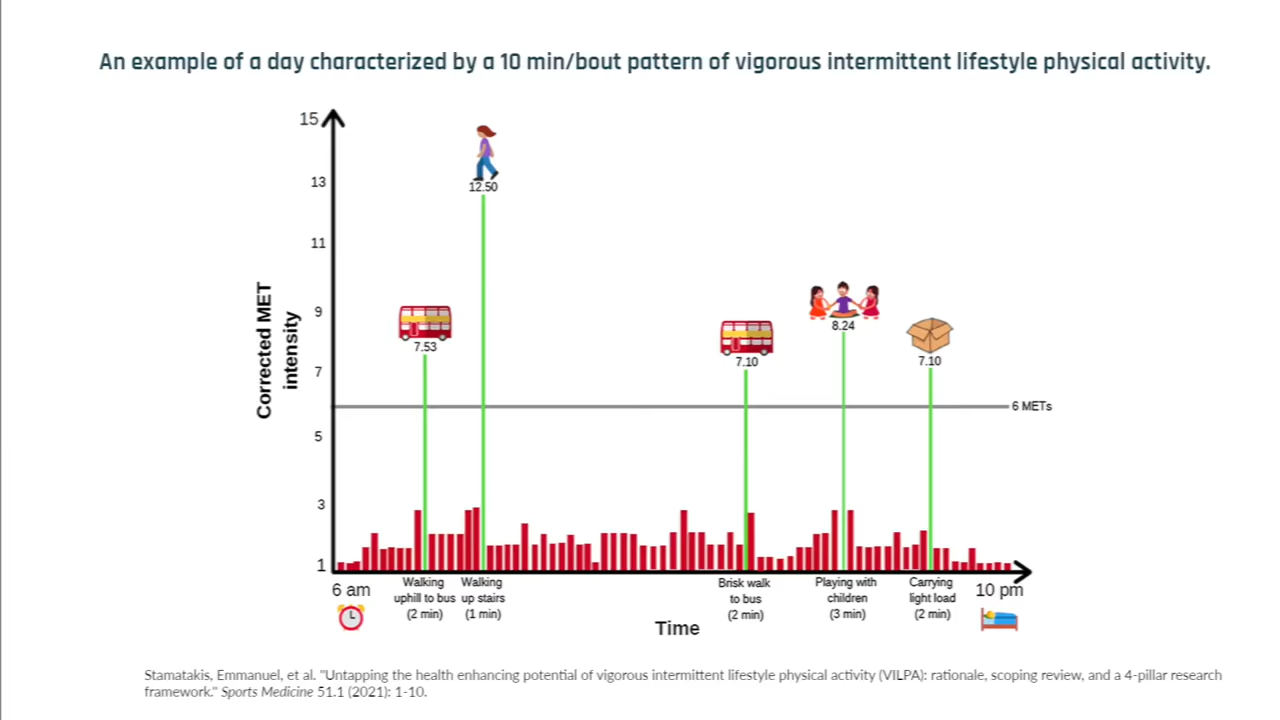 An example of a day characterized by a 10 min/bout pattern of vigorous intermittent lifestyle physical activity.
15
13
11
9
7
5
3
1
Corrected MET
intensity
12.50
7.53
7.10
8.24
7.10
6 METs
6 am
Walking
uphill to bus
(2 min)
Walking
up stairs
(1 min)
Brisk walk
to bus
(2 min)
Playing with
children
(3 min)
Carrying
light load
(2 min)
10 pm
Time
Stamatakis, Emmanuel, et al. "Untapping the health enhancing potential of vigorous intermittent lifestyle physical activity (VILPA): rationale, scoping review, and a 4-pillar research
framework." Sports Medicine 51.1 (2021): 1-10.